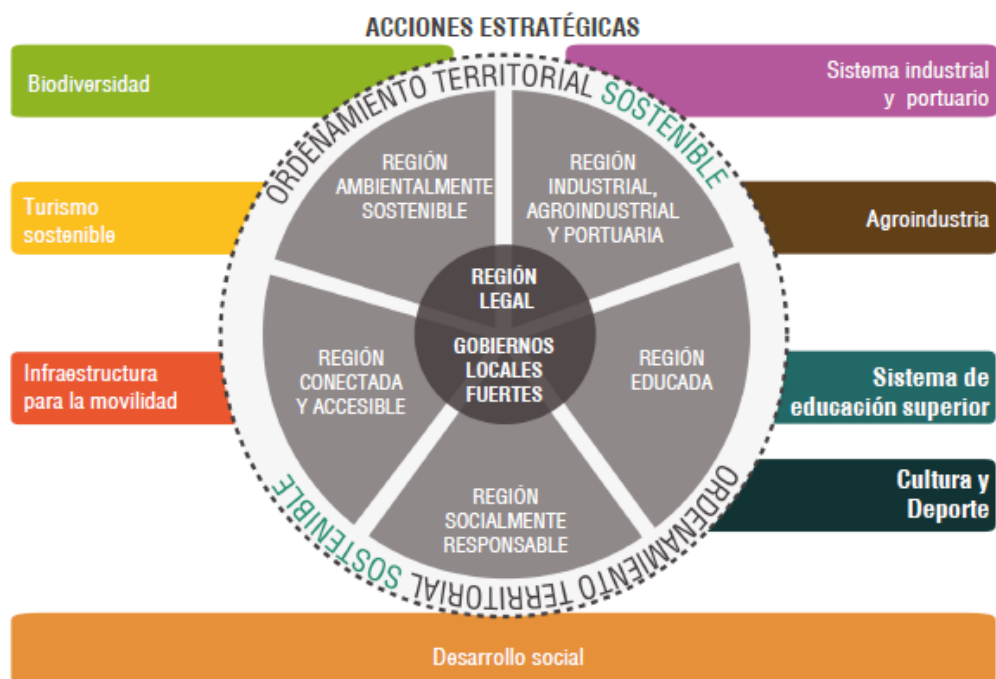 ACCIONES ESTRATÉGICAS
Biodiversidad
Sistema industrial
y portuario
ORDENAMIENTO TERRITORIAL SOSTENIBLE
REGIÓN
AMBIENTALMENTE
SOSTENIBLE
REGIÓN
INDUSTRIAL,
AGROINDUSTRIAL
Y PORTUARIA
Turismo
sostenible
Agroindustria
REGIÓN
LEGAL
GOBIERNOS
LOCALES
FUERTES
REGIÓN
CONECTADA
Y ACCESIBLE
REGIÓN
EDUCADA
Infraestructura
para la movilidad
Sistema de
educación superior
Cultura y
Deporte
REGIÓN
SOCIALMENTE
RESPONSABLE
ORDENAMIENTO TERRITORIAL SOSTENIBLE
Desarrollo social